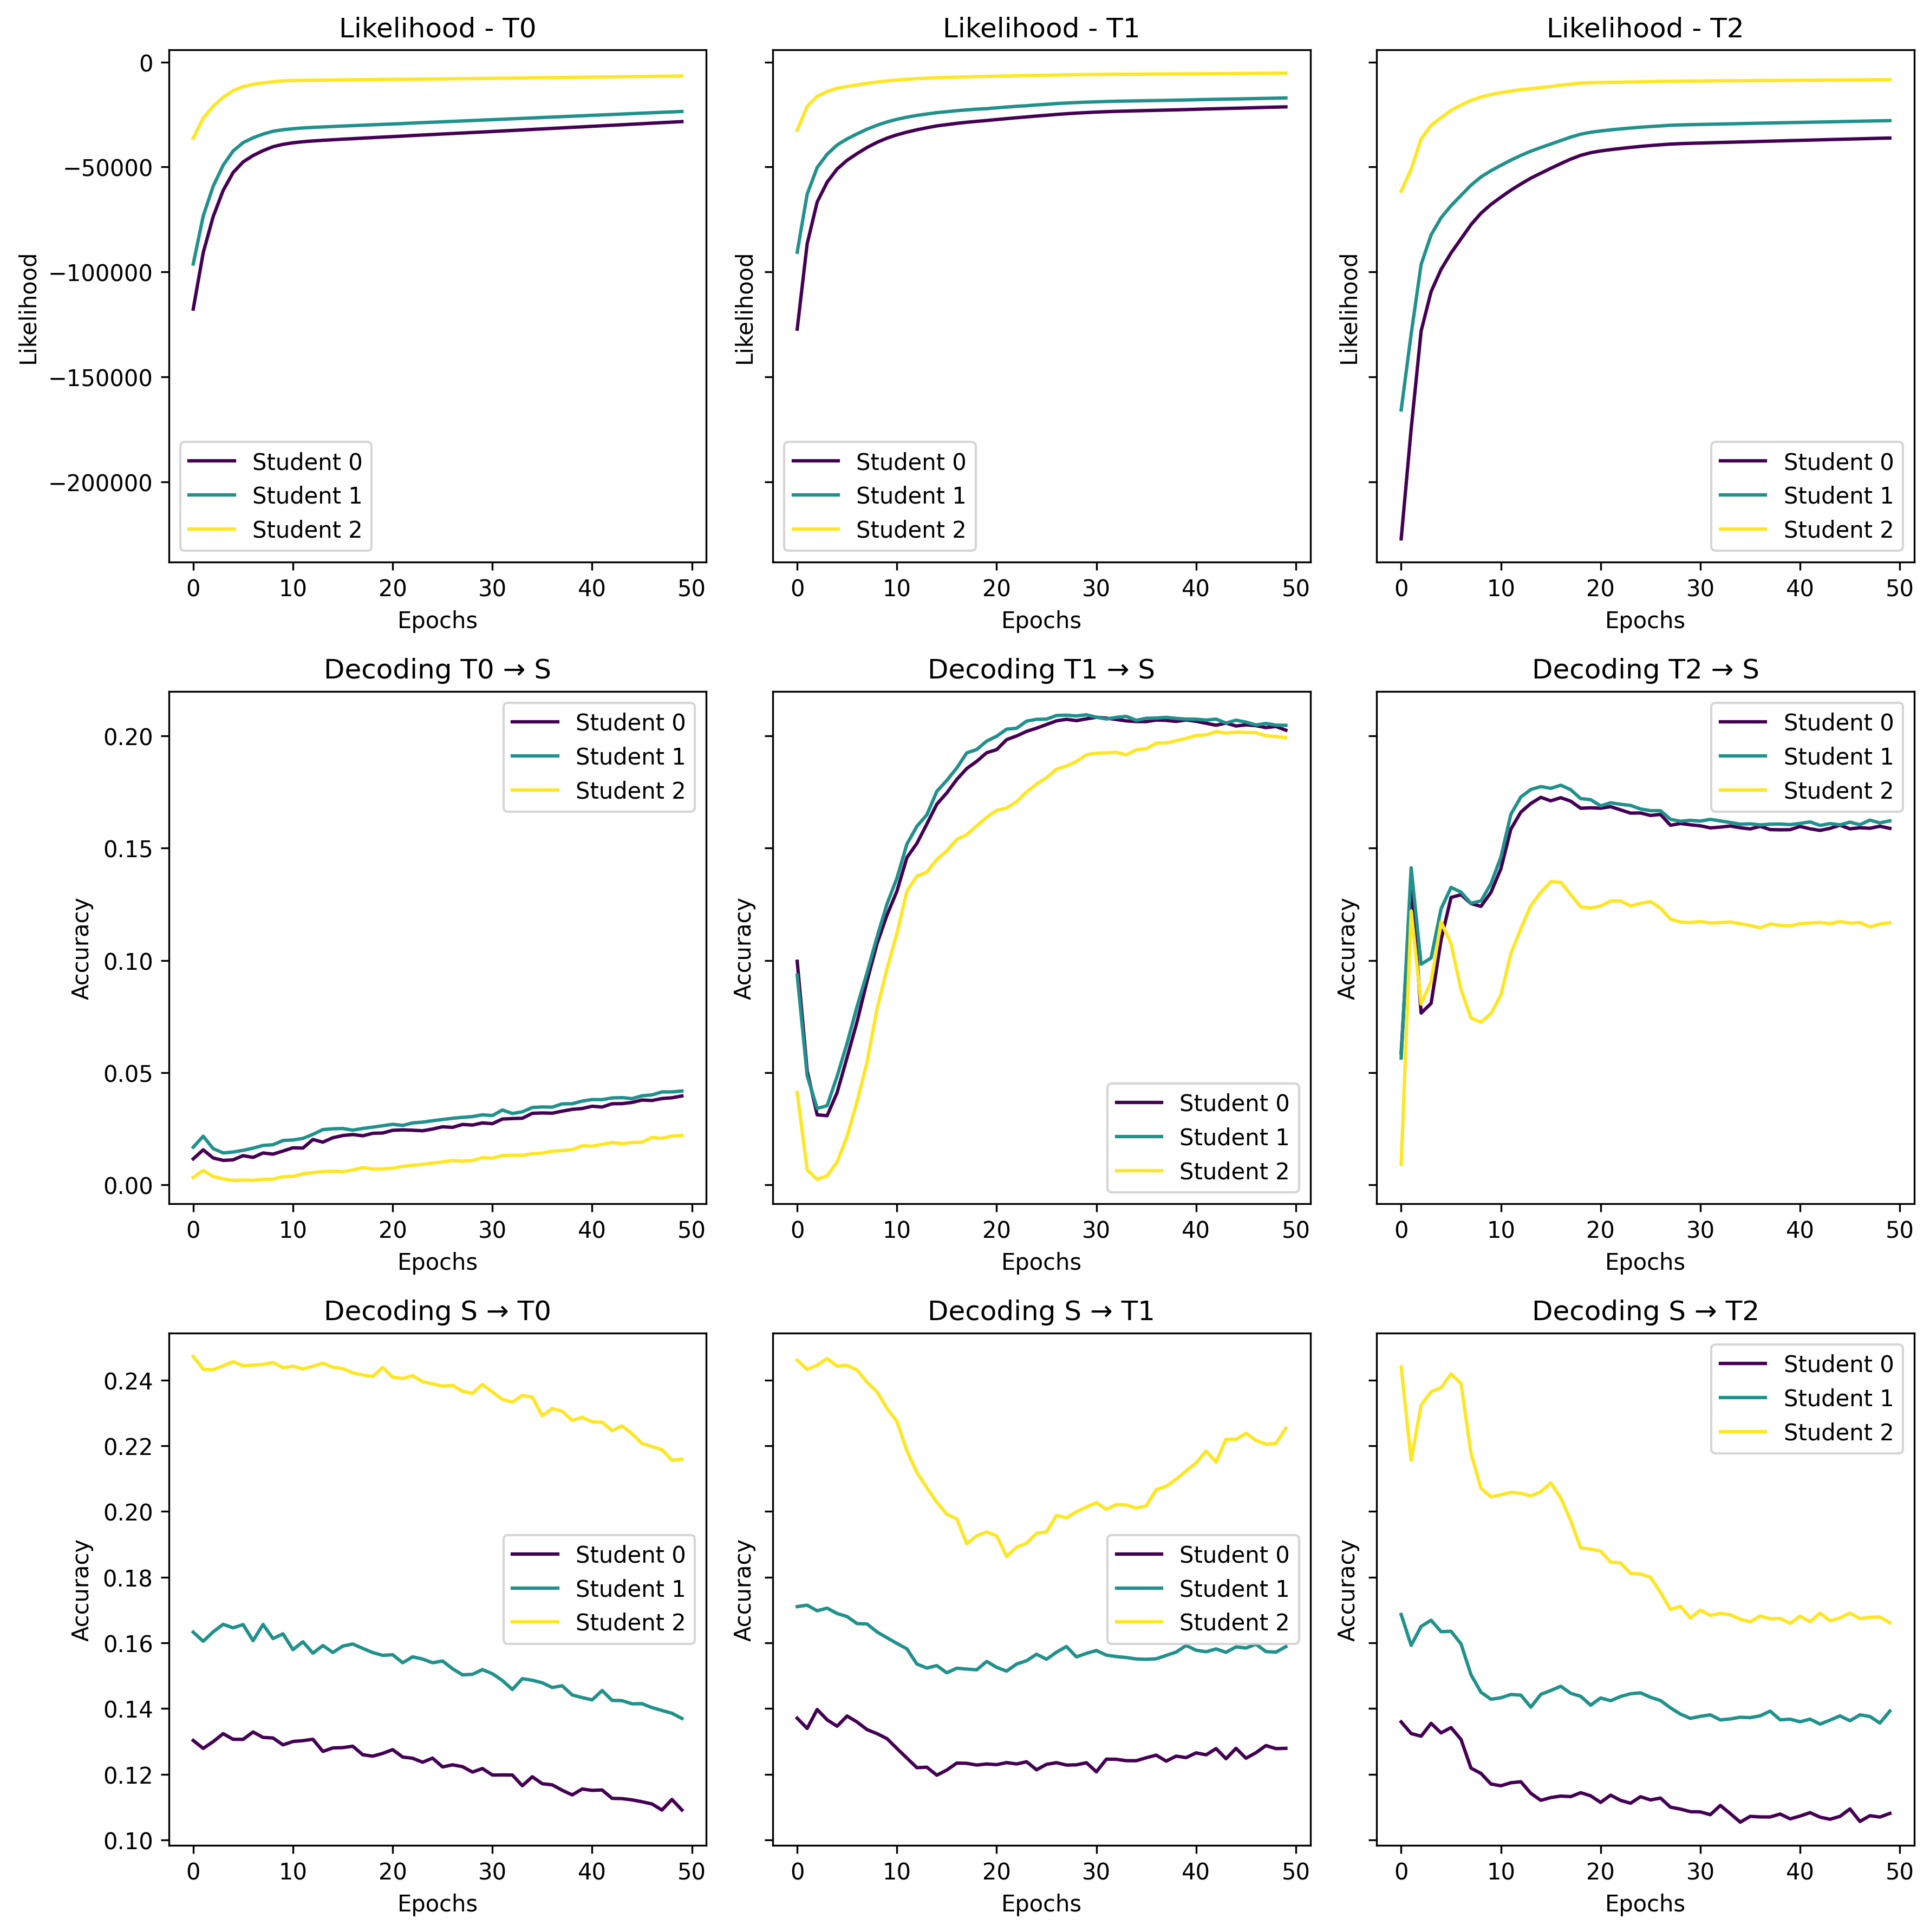 Likelihood - T0
Likelihood
0
−50000
−100000
−150000
−200000
Student 0
Student 1
Student 2
0 10 20 30 40 50
Epochs
Likelihood - T1
Likelihood
Student 0
Student 1
Student 2
0 10 20 30 40 50
Epochs
Likelihood - T2
Likelihood
Student 0
Student 1
Student 2
0 10 20 30 40 50
Epochs
Decoding T0 → S
Accuracy
0.20
0.15
0.10
0.05
0.00
Student 0
Student 1
Student 2
0 10 20 30 40 50
Epochs
Decoding T1 → S
Accuracy
Student 0
Student 1
Student 2
0 10 20 30 40 50
Epochs
Decoding T2 → S
Accuracy
Student 0
Student 1
Student 2
0 10 20 30 40 50
Epochs
Decoding S → T0
Accuracy
0.24
0.22
0.20
0.18
0.16
0.14
0.12
0.10
Student 0
Student 1
Student 2
0 10 20 30 40 50
Epochs
Decoding S → T1
Accuracy
Student 0
Student 1
Student 2
0 10 20 30 40 50
Epochs
Decoding S → T2
Accuracy
Student 0
Student 1
Student 2
0 10 20 30 40 50
Epochs